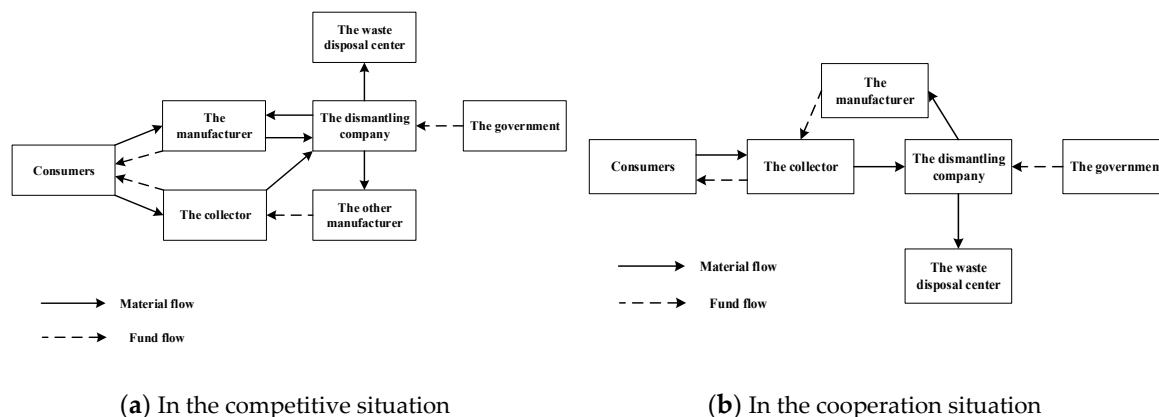 The waste
disposal center
The
manufacturer
The dismantling
company
The government
Consumers
The collector
The other
manufacturer
Material flow
Fund flow
(a) In the competitive situation
The
manufacturer
Consumers
The collector
The dismantling
company
The government
The waste
disposal center
Material flow
Fund flow
(b) In the cooperation situation